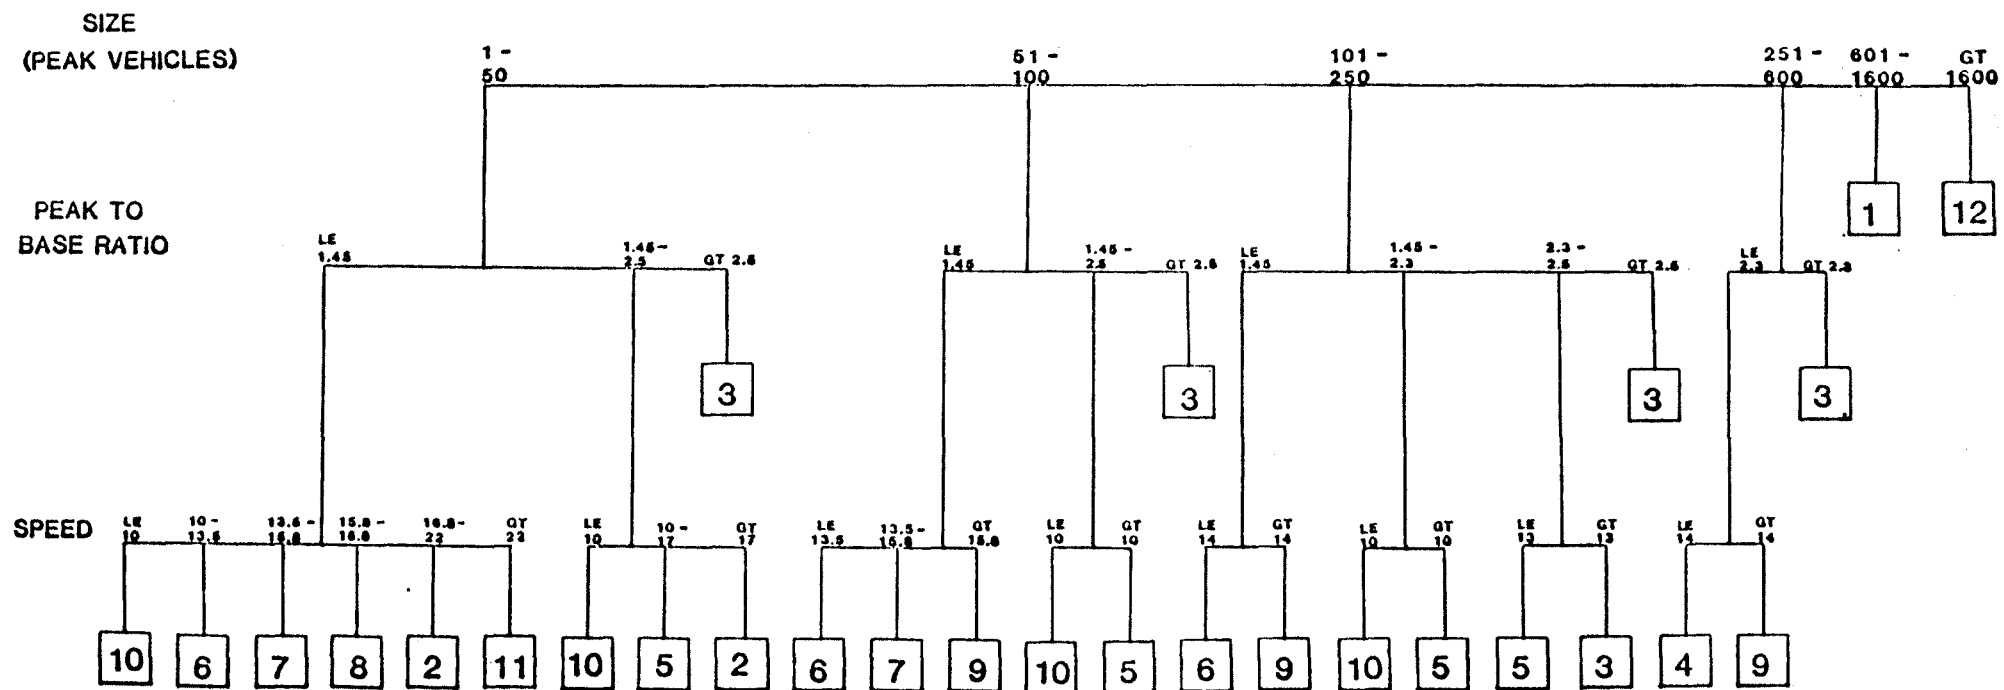 SIZE
(PEAK VEHICLES)
1 -
50
51 -
100
101 -
250
251 -
600
601 -
1600
GT
1600
1
12
PEAK TO
BASE RATIO
LE
1.45
1.45 -
2.5
GT 2.5
LE
1.45
1.45 -
2.5
GT 2.5
LE
1.45
1.45 -
2.3
2.3 -
2.5
GT 2.5
LE
2.3
GT 2.3
3
3
3
3
SPEED
LE
10
10 -
13.5
13.5 -
15.8
15.8 -
16.8
16.8 -
22
GT
22
LE
10
10 -
17
GT
17
LE
13.5
13.5 -
15.8
GT
15.8
LE
10
GT
10
LE
14
GT
14
LE
10
GT
10
LE
13
GT
13
LE
14
GT
14
10
6
7
8
2
11
10
5
2
6
7
9
10
5
6
9
10
5
5
3
4
9